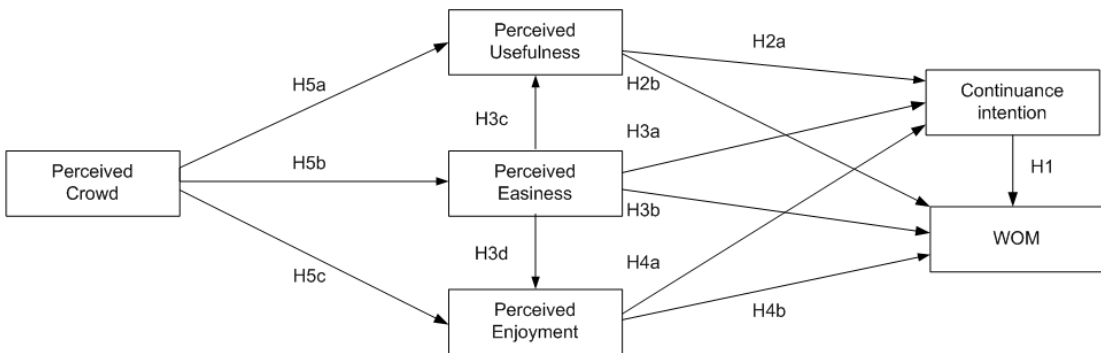 Perceived
Usefulness
H2a
H5a
H2b
Continuance
intention
H3c
H3a
H5b
Perceived
Crowd
Perceived
Easiness
H1
H3b
WOM
H3d
H4a
H5c
Perceived
Enjoyment
H4b